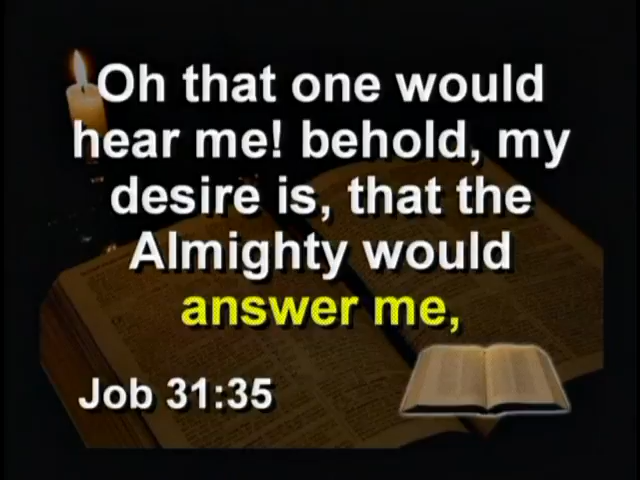 Oh that one would
hear me! behold, my
desire is, that the
Almighty would
answer me,
Job 31:35